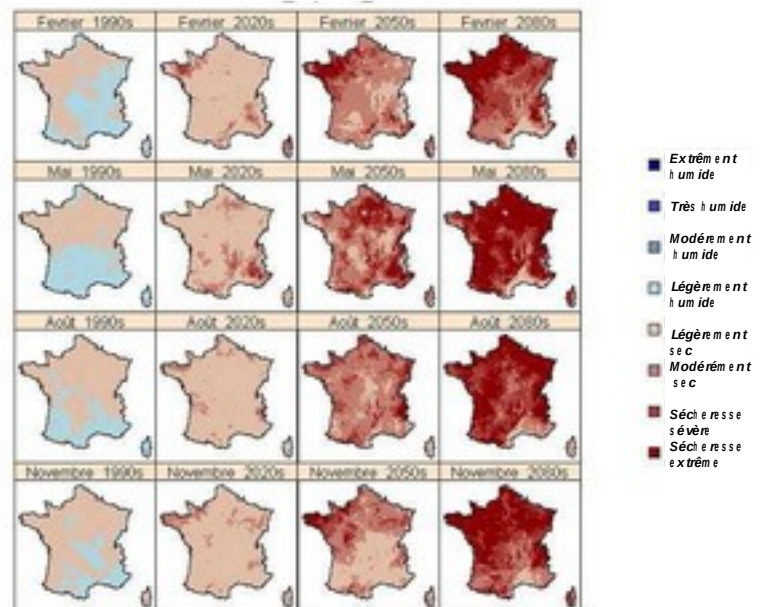 Fevrier 1990s
Fevrier 2020s
Fevrier 2050s
Fevrier 2080s
Mai 1990s
Mai 2020s
Mai 2050s
Mai 2080s
Août 1990s
Août 2020s
Août 2050s
Août 2080s
Novembre 1990s
Novembre 2020s
Novembre 2050s
Novembre 2080s
Extrêment
humide
Très humide
Modérement
humide
Légèrement
humide
Légèrement
sec
Modérément
sec
Sécheresse
sévère
Sécheresse
extrême